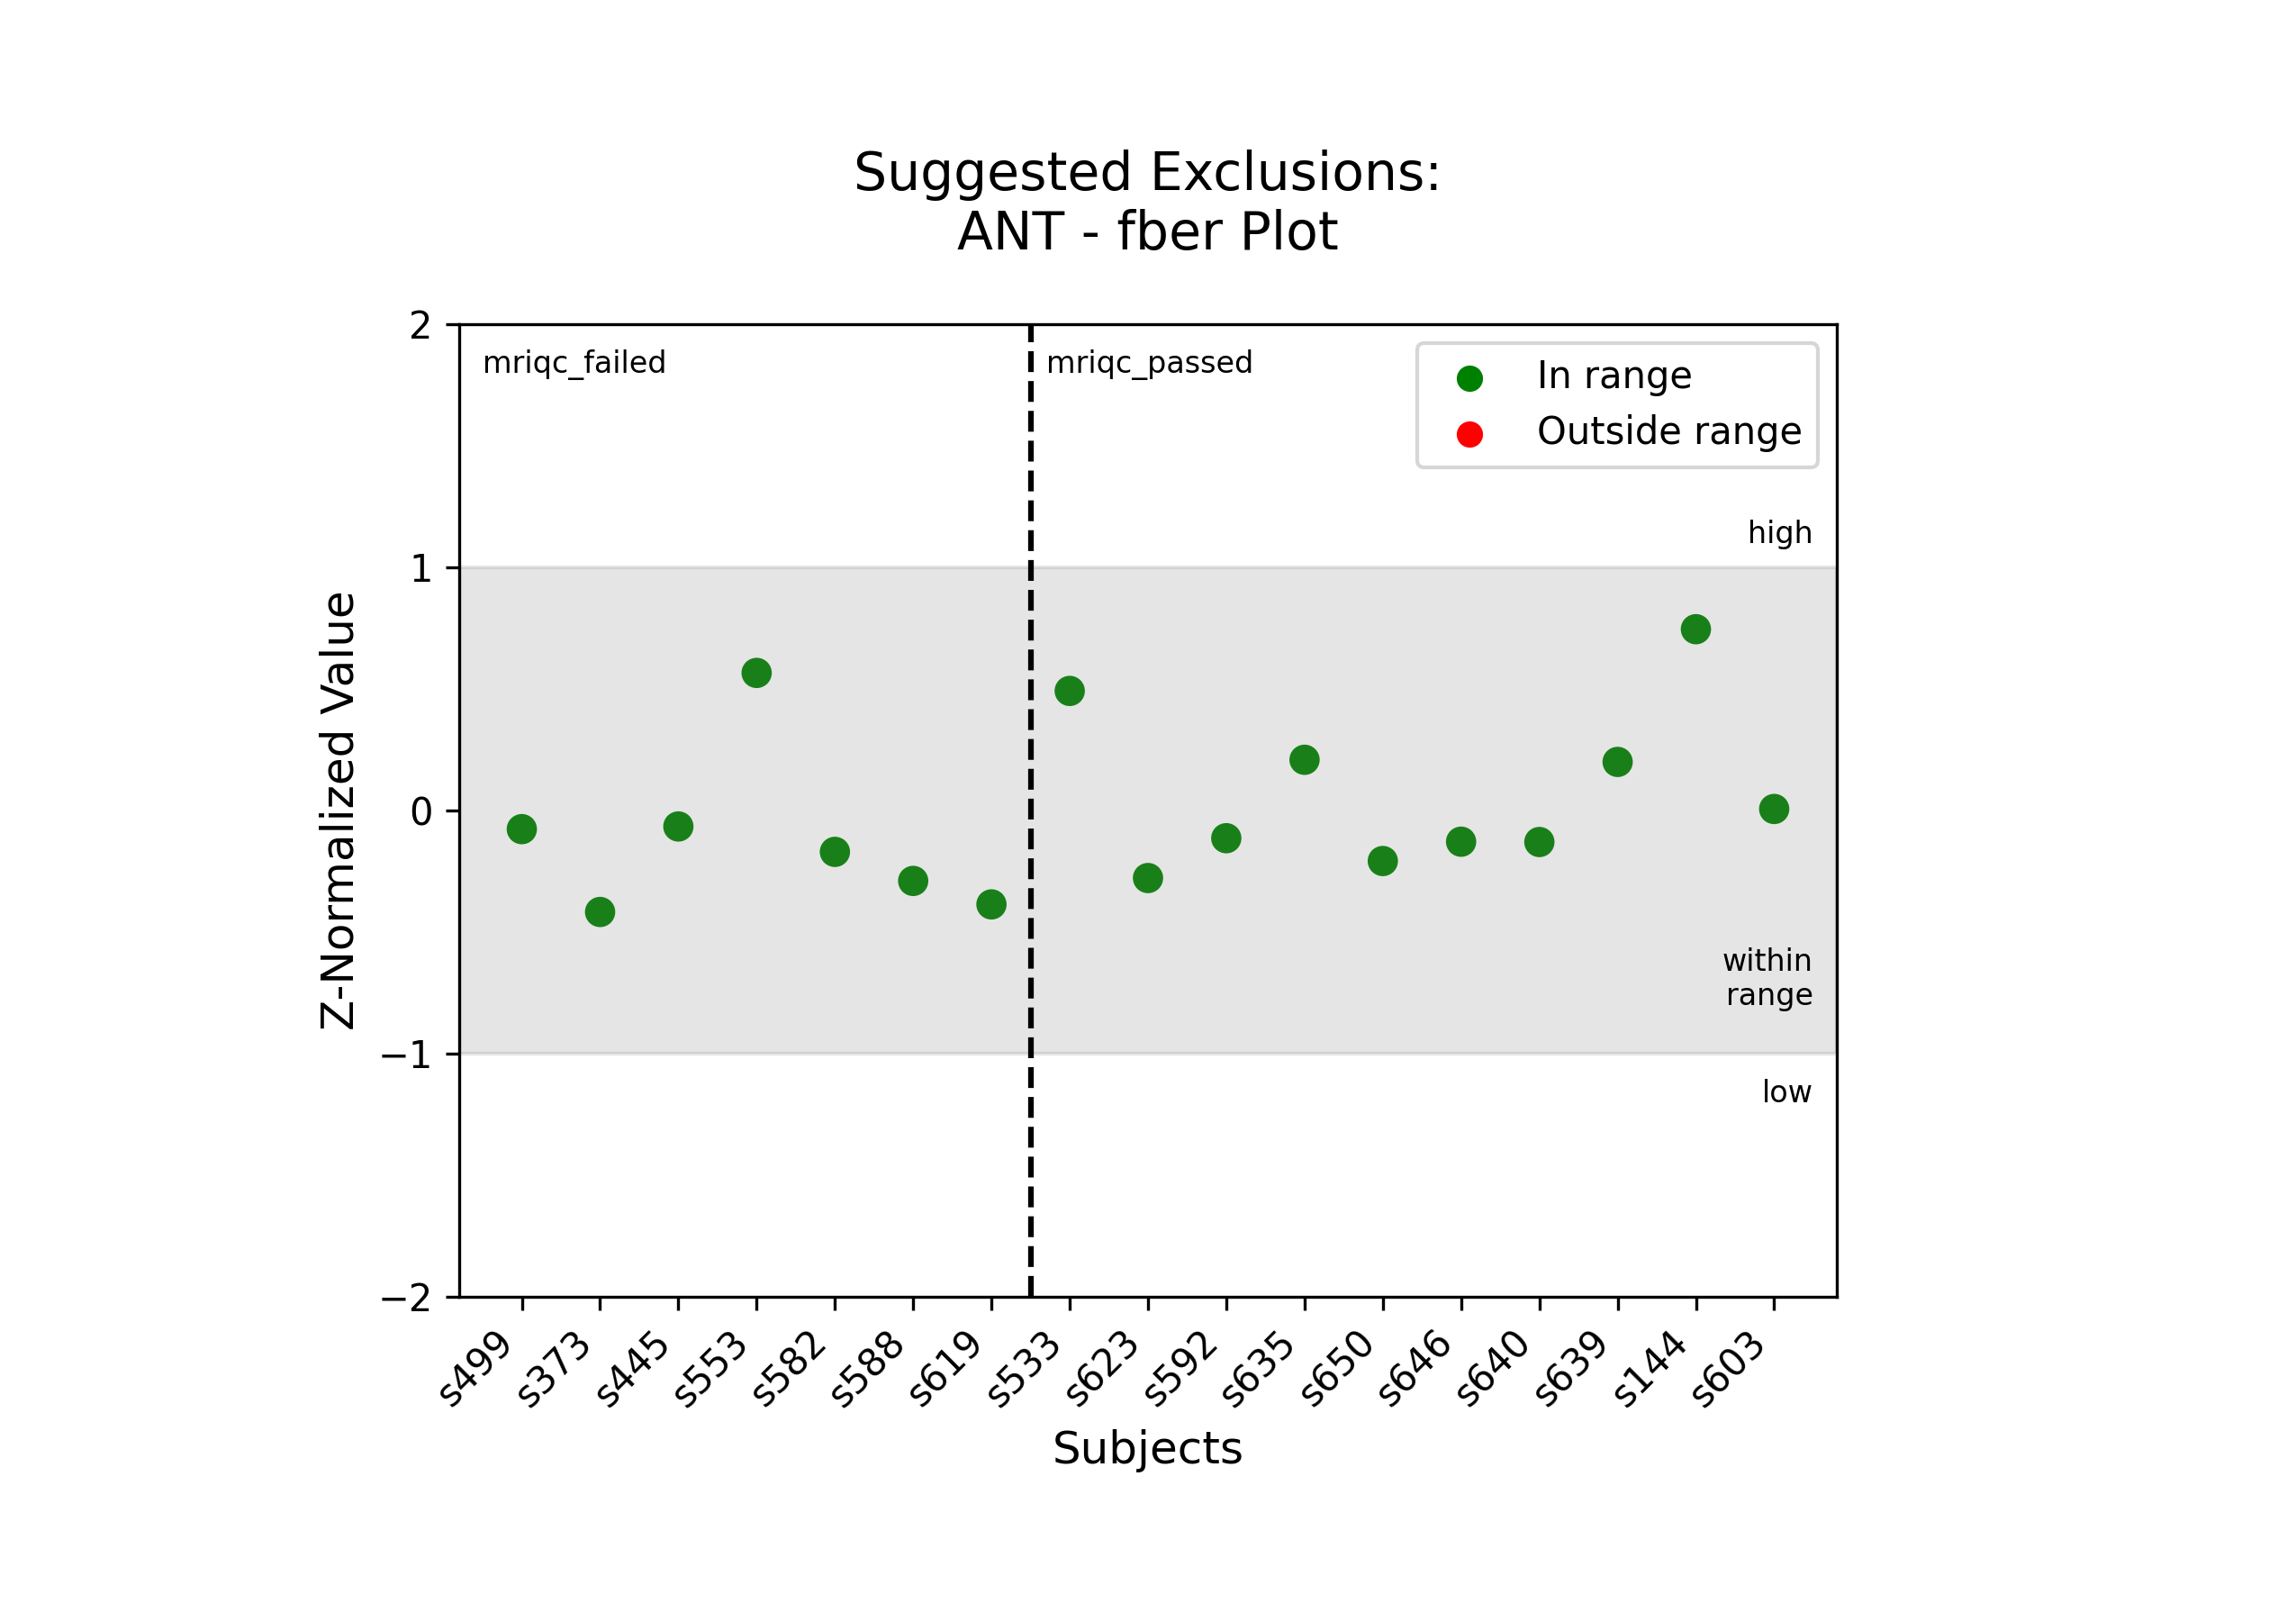 Suggested Exclusions:
ANT - fber Plot
mriqc_failed
mriqc_passed
In range
Outside range
high
within
range
low
Z-Normalized Value
2
1
0
−1
−2
s499
s373
s445
s553
s582
s588
s619
s533
s623
s592
s635
s650
s646
s640
s639
s144
s603
Subjects